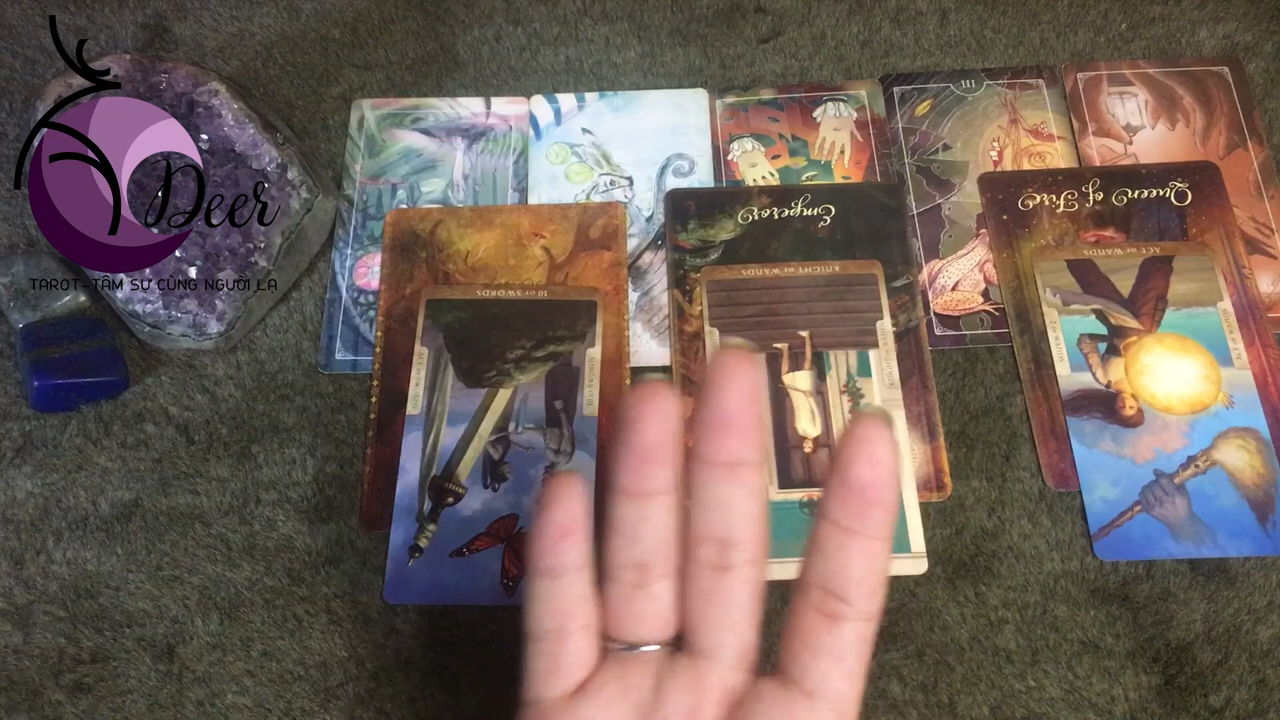 Deer
TAROT-TÂM SỰ CÙNG NGƯỜI LẠ
III
Emperor
Queen of Fire
10 OF SWORDS
KNIGHT OF WANDS
ACE OF WANDS